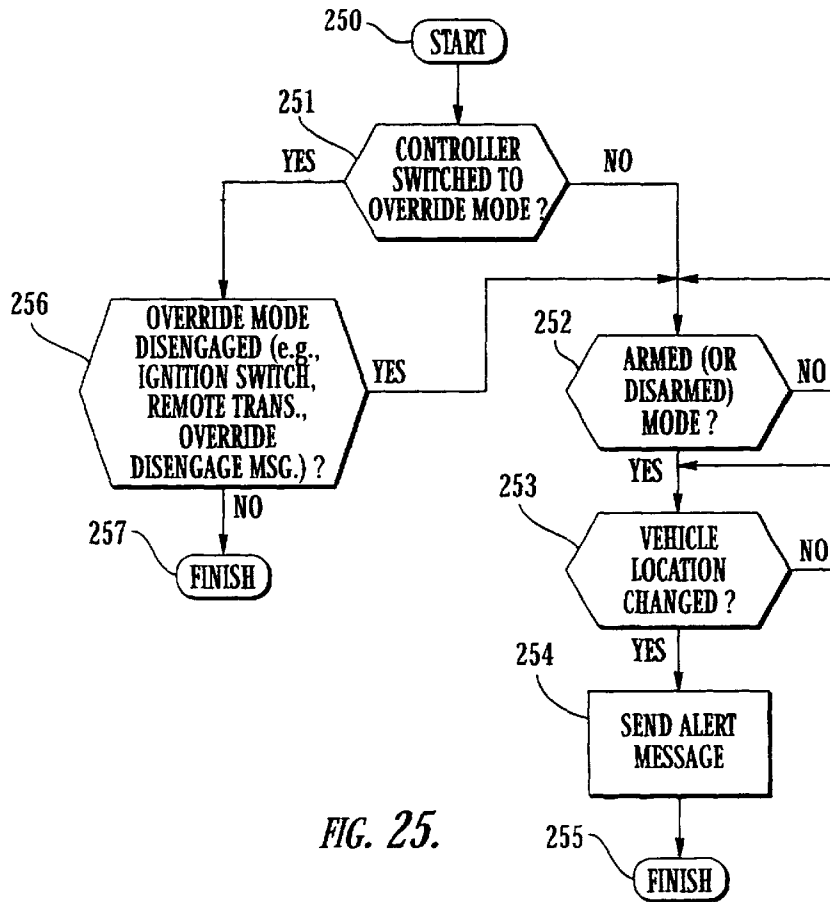 250
START
251
CONTROLLER
SWITCHED TO
OVERRIDE MODE ?
YES
NO
256
OVERRIDE MODE
DISENGAGED (e.g.,
IGNITION SWITCH,
REMOTE TRANS.,
OVERRIDE
DISENGAGE MSG.) ?
YES
NO
257
FINISH
252
ARMED (OR
DISARMED)
MODE ?
NO
YES
253
VEHICLE
LOCATION
CHANGED ?
NO
YES
254
SEND ALERT
MESSAGE
255
FINISH
FIG. 25.